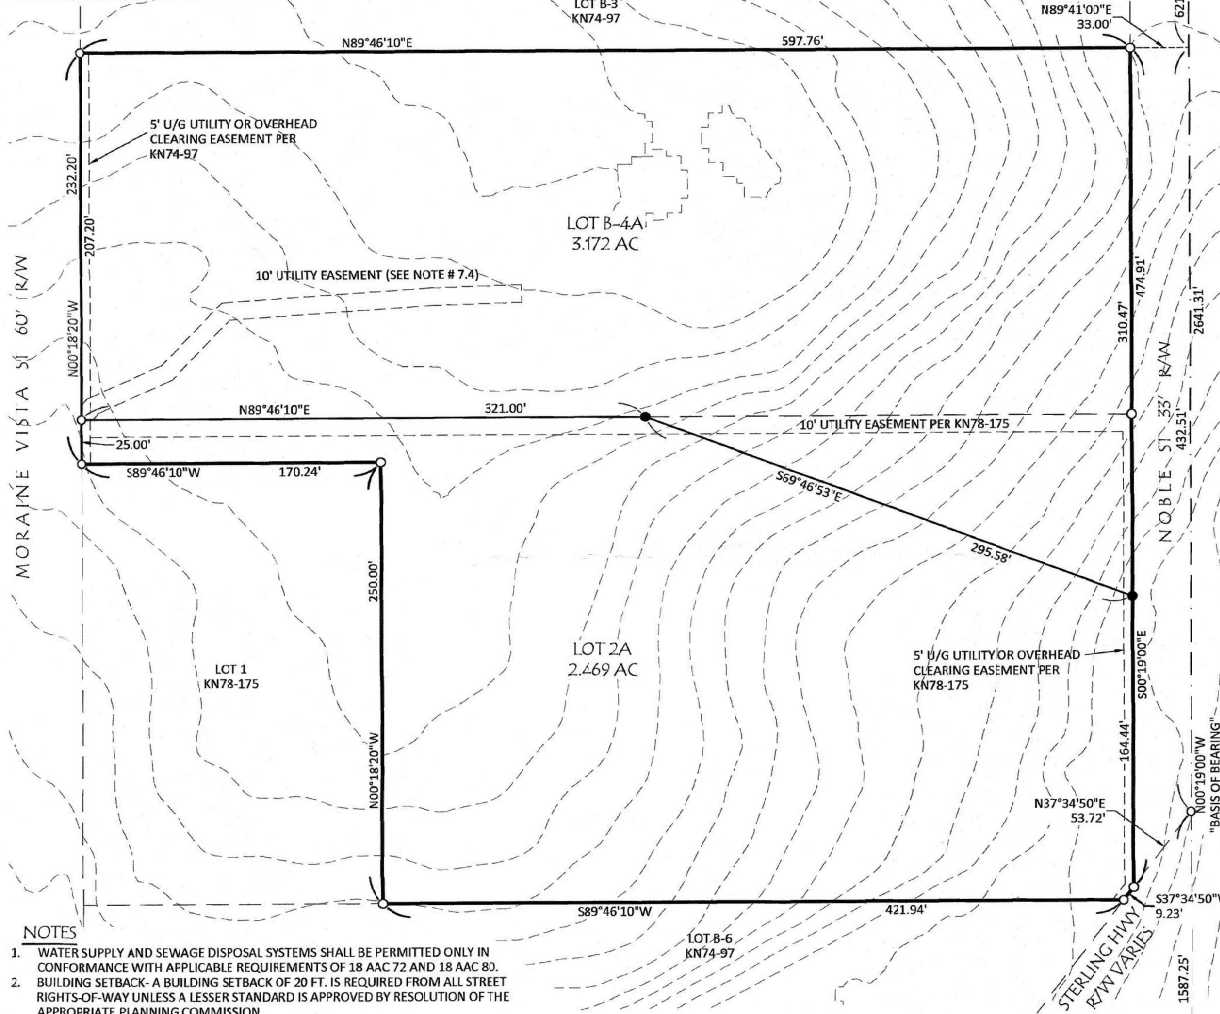 LOT B-3
KN74-97
N89°41'00"E
33.00'
N89°46'10"E
597.76'
5' U/G UTILITY OR OVERHEAD
CLEARING EASEMENT PER
KN74-97
232.20'
207.20'
LOT B-4A
3.172 AC
10' UTILITY EASEMENT (SEE NOTE # 7.4)
MORAINE VISTA ST 60' R/W
N00°18'20"W
474.91'
310.47'
2641.31'
NOBLE ST 33' R/W
432.51'
N89°46'10"E
321.00'
10' UTILITY EASEMENT PER KN78-175
25.00'
S89°46'10"W
170.24'
S69°46'53"E
295.58'
250.00'
LOT 1
KN78-175
LOT 2A
2.469 AC
5' U/G UTILITY OR OVERHEAD
CLEARING EASEMENT PER
KN78-175
S00°19'00"E
164.44'
N00°18'20"W
N00°19'00"W
"BASIS OF BEARING"
N37°34'50"E
53.72'
S37°34'50"W
9.23'
S89°46'10"W
421.94'
LOT B-6
KN74-97
STERLING HWY
R/W VARIES
1587.25'
NOTES
1. WATER SUPPLY AND SEWAGE DISPOSAL SYSTEMS SHALL BE PERMITTED ONLY IN
CONFORMANCE WITH APPLICABLE REQUIREMENTS OF 18 AAC 72 AND 18 AAC 80.
2. BUILDING SETBACK- A BUILDING SETBACK OF 20 FT. IS REQUIRED FROM ALL STREET
RIGHTS-OF-WAY UNLESS A LESSER STANDARD IS APPROVED BY RESOLUTION OF THE
APPROPRIATE PLANNING COMMISSION.